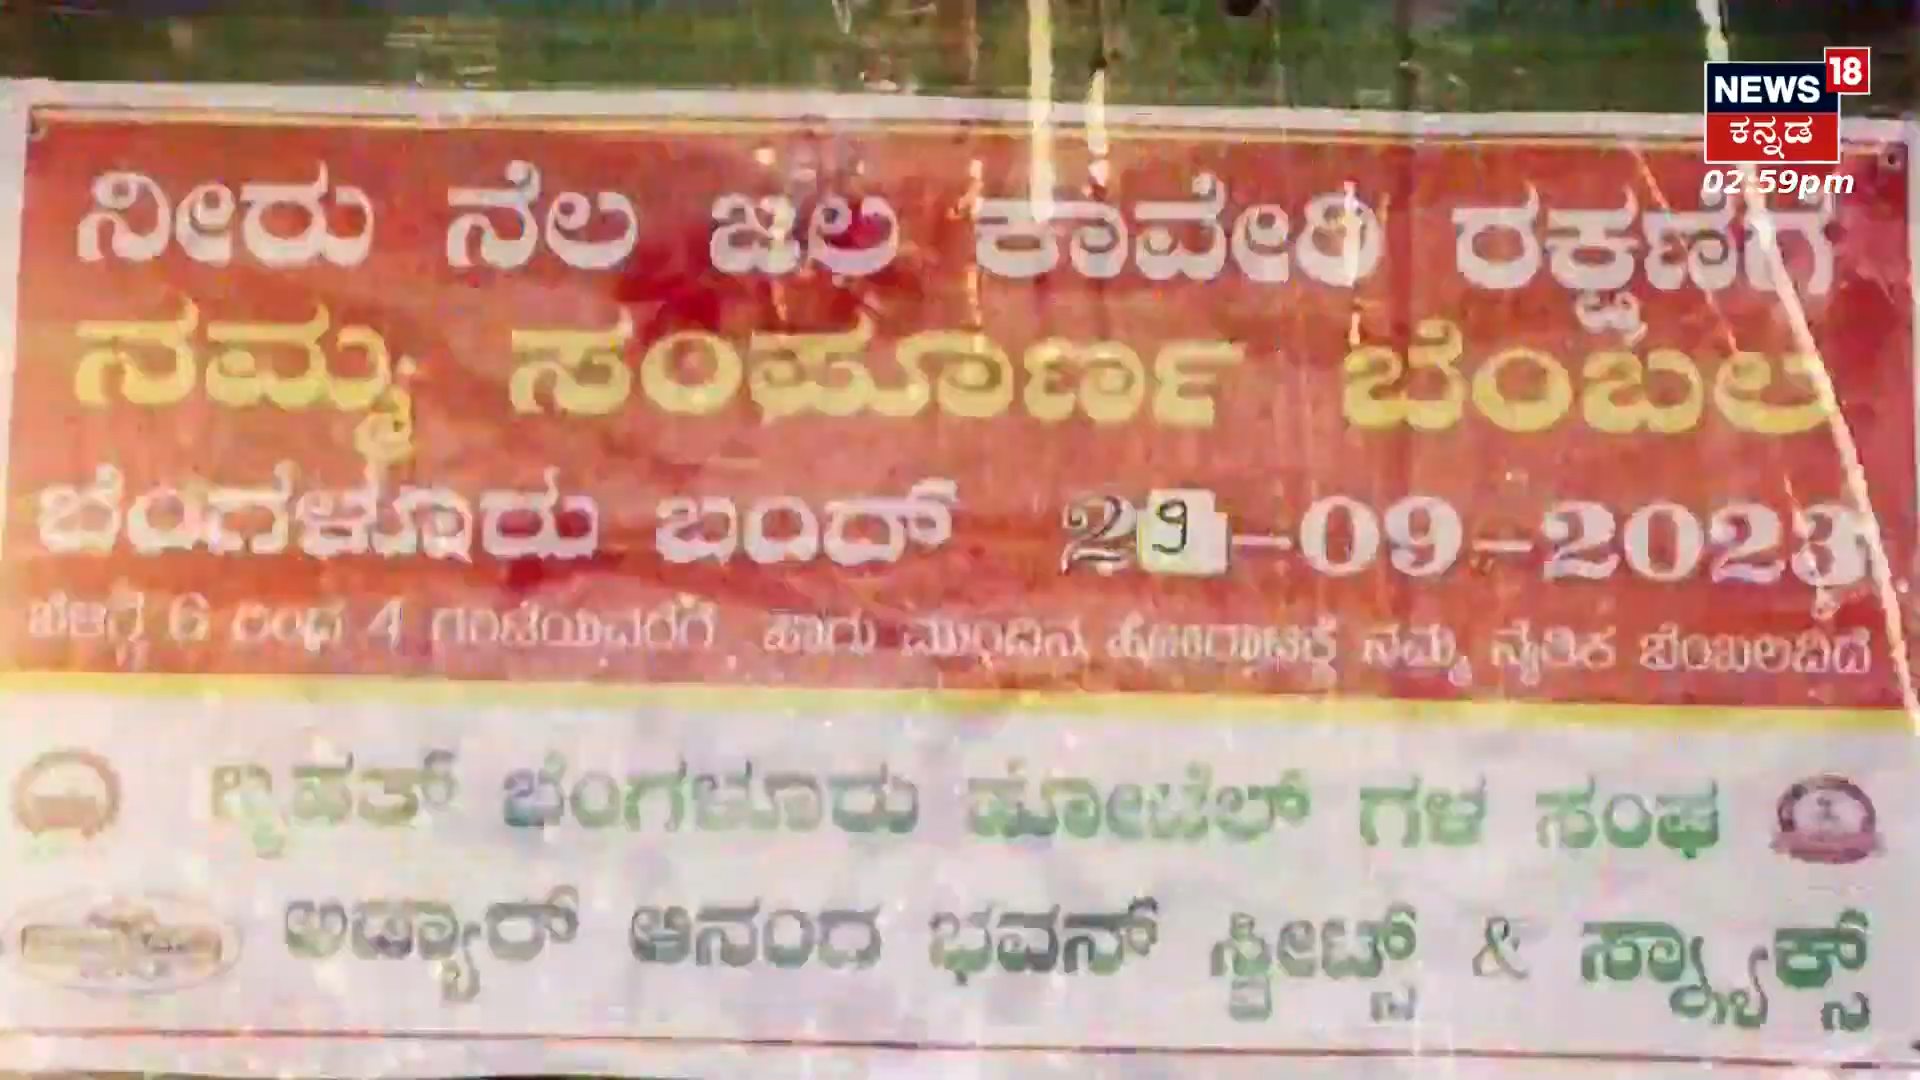 NEWS 18
ಕನ್ನಡ
02:59pm
ನೀರು ನೆಲ ಜಲ ಕಾವೇರಿ ರಕ್ಷಣೆಗೆ
ನಮ್ಮ ಸಂಪೂರ್ಣ ಬೆಂಬಲ
ಬೆಂಗಳೂರು ಬಂದ್ 29-09-2023
ಬೆಳಗ್ಗೆ 6 ರಿಂದ 4 ಗಂಟೆಯವರೆಗೆ ಹಾಗು ಮುಂದಿನ ಹೋರಾಟಕ್ಕೆ ನಮ್ಮ ನೈತಿಕ ಬೆಂಬಲವಿದೆ
ಬೃಹತ್ ಬೆಂಗಳೂರು ಹೋಟೆಲ್ ಗಳ ಸಂಘ
ಅಡ್ಯಾರ್ ಆನಂದ ಭವನ್ ಸ್ವೀಟ್ಸ್ & ಸ್ನ್ಯಾಕ್ಸ್